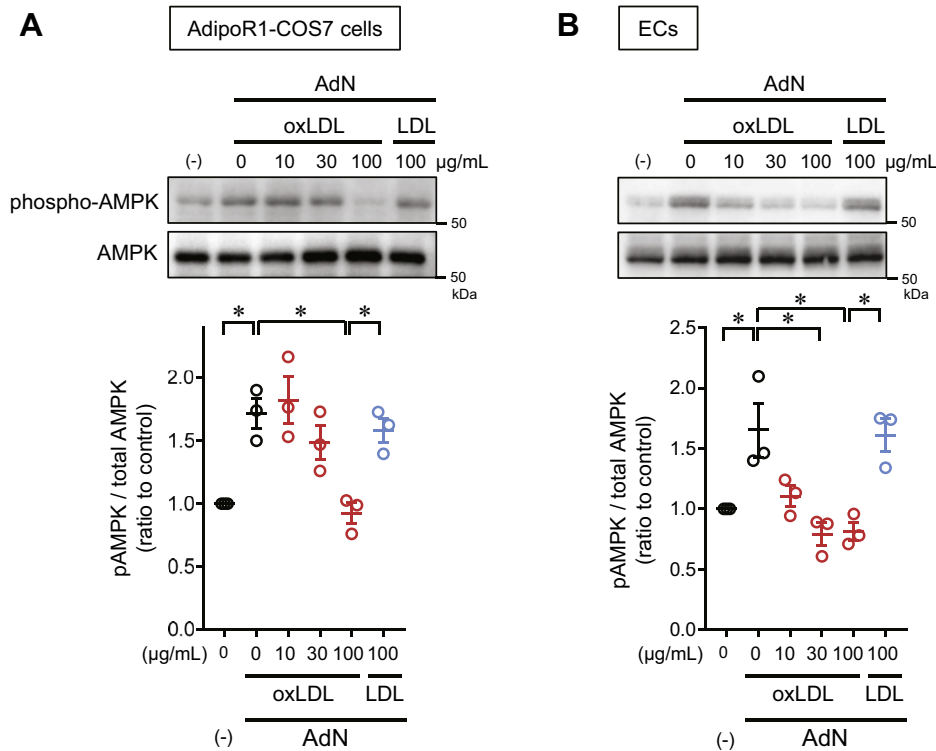 A
AdipoR1-COS7 cells
AdN
oxLDL LDL
(-) 0 10 30 100 100 μg/mL
phospho-AMPK
50
AMPK
50
kDa
* * *
pAMPK / total AMPK
(ratio to control)
2.0
1.5
1.0
0.5
0.0
(μg/mL) 0 0 10 30 100 100
oxLDL LDL
(-) AdN
B
ECs
AdN
oxLDL LDL
(-) 0 10 30 100 100 μg/mL
50
50
kDa
*
* * *
pAMPK / total AMPK
(ratio to control)
2.5
2.0
1.5
1.0
0.5
0.0
(μg/mL) 0 0 10 30 100 100
oxLDL LDL
(-) AdN